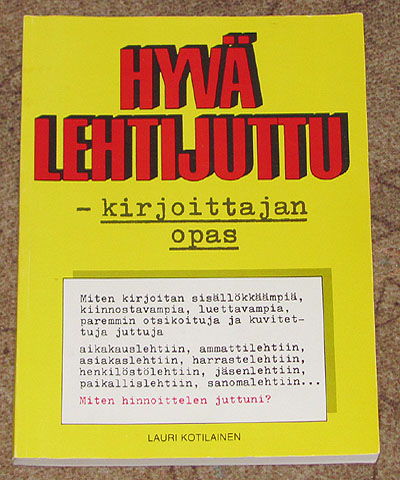 HYVÄ
LEHTIJUTTU
- kirjoittajan
opas
Miten kirjoitan sisällökkäämpiä,
kiinnostavampia, luettavampia,
paremmin otsikoituja ja kuvitet-
tuja juttuja
aikakauslehtiin, ammattilehtiin,
asiakaslehtiin, harrastelehtiin,
henkilöstölehtiin, jäsenlehtiin,
paikallislehtiin, sanomalehtiin...
Miten hinnoittelen juttuni?
LAURI KOTILAINEN